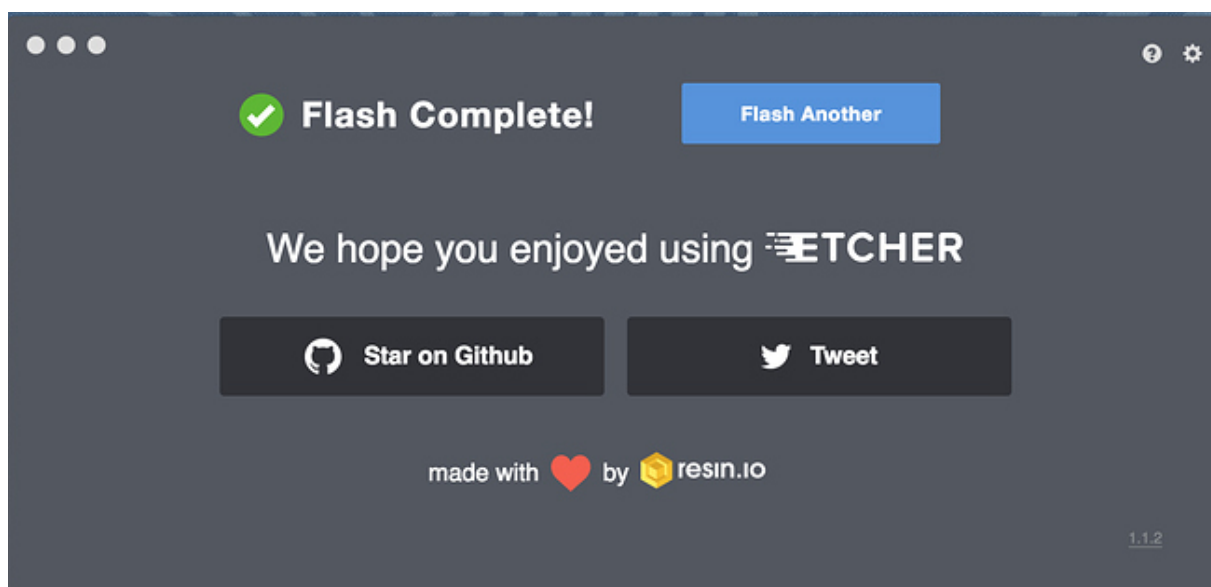 Flash Complete!
Flash Another
We hope you enjoyed using ETCHER
Star on Github
Tweet
made with by resin.io
1.1.2